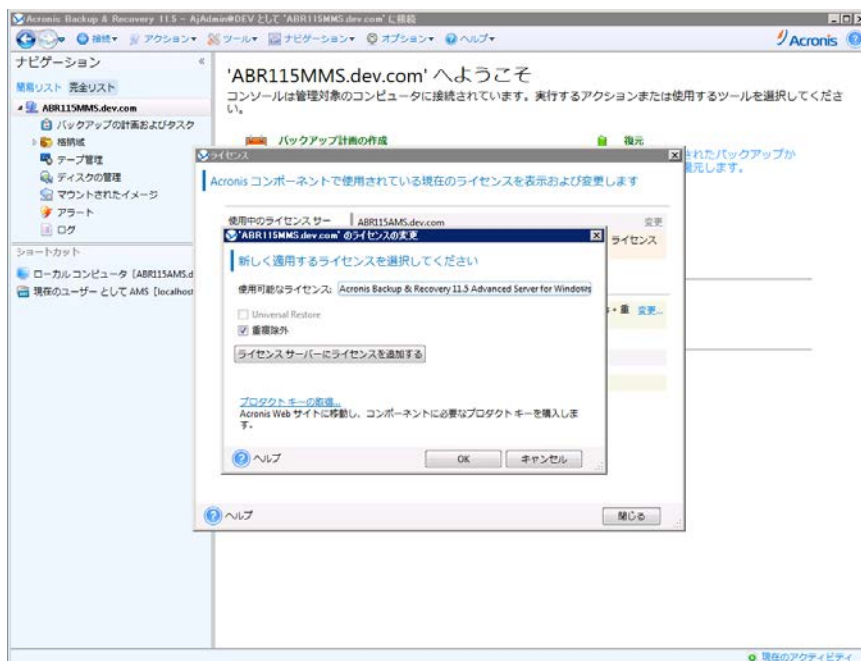 Acronis Backup & Recovery 11.5 - AjAdmin@DEV として 'ABR115MMS.dev.com' に接続
接続 アクション ツール ナビゲーション オプション ヘルプ
Acronis
ナビゲーション
簡易リスト 完全リスト
ABR115MMS.dev.com
バックアップの計画およびタスク
格納域
テープ管理
ディスクの管理
マウントされたイメージ
アラート
ログ
ショートカット
ローカル コンピュータ [ABR115AMS.d
現在のユーザー として AMS [localhost
'ABR115MMS.dev.com' へようこそ
コンソールは管理対象のコンピュータに接続されています。実行するアクションまたは使用するツールを選択してください。
バックアップ計画の作成
復元
されたバックアップか
復元します。
ライセンス
Acronis コンポーネントで使用されている現在のライセンスを表示および変更します
使用中のライセンス サー
ABR115AMS.dev.com
変更
ライセンス
・重 変更...
'ABR115MMS.dev.com' のライセンスの変更
新しく適用するライセンスを選択してください
使用可能なライセンス: Acronis Backup & Recovery 11.5 Advanced Server for Windows
Universal Restore
重複除外
ライセンス サーバーにライセンスを追加する
プロダクト キーの取得...
Acronis Web サイトに移動し、コンポーネントに必要なプロダクト キーを購入します。
ヘルプ
OK
キャンセル
ヘルプ
閉じる
現在のアクティビティ